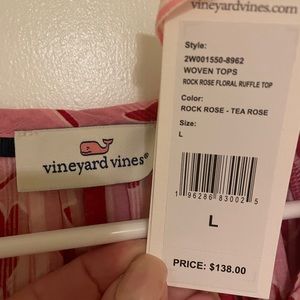 vineyardvines.com
Style:
2W001550-8962
WOVEN TOPS
ROCK ROSE FLORAL RUFFLE TOP
Color:
ROCK ROSE - TEA ROSE
Size:
L
1 96286 83002 5
L
PRICE: $138.00
vineyard vines®